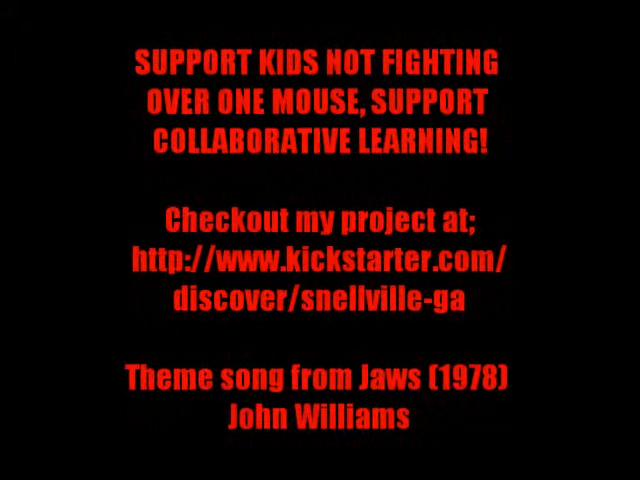 SUPPORT KIDS NOT FIGHTING
OVER ONE MOUSE, SUPPORT
COLLABORATIVE LEARNING!
Checkout my project at;
http://www.kickstarter.com/
discover/snellville-ga
Theme song from Jaws (1978)
John Williams